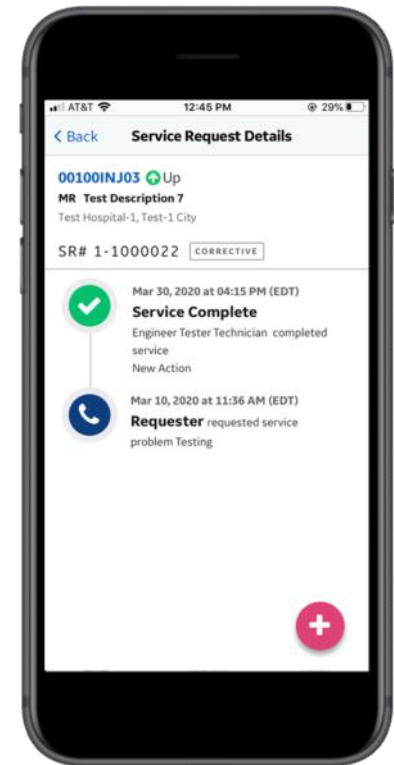 AT&T 12:45 PM 29%
Back Service Request Details
00100INJ03 Up
MR Test Description 7
Test Hospital-1, Test-1 City
SR# 1-1000022 CORRECTIVE
Mar 30, 2020 at 04:15 PM (EDT)
Service Complete
Engineer Tester Technician completed
service
New Action
Mar 10, 2020 at 11:36 AM (EDT)
Requester requested service
problem Testing